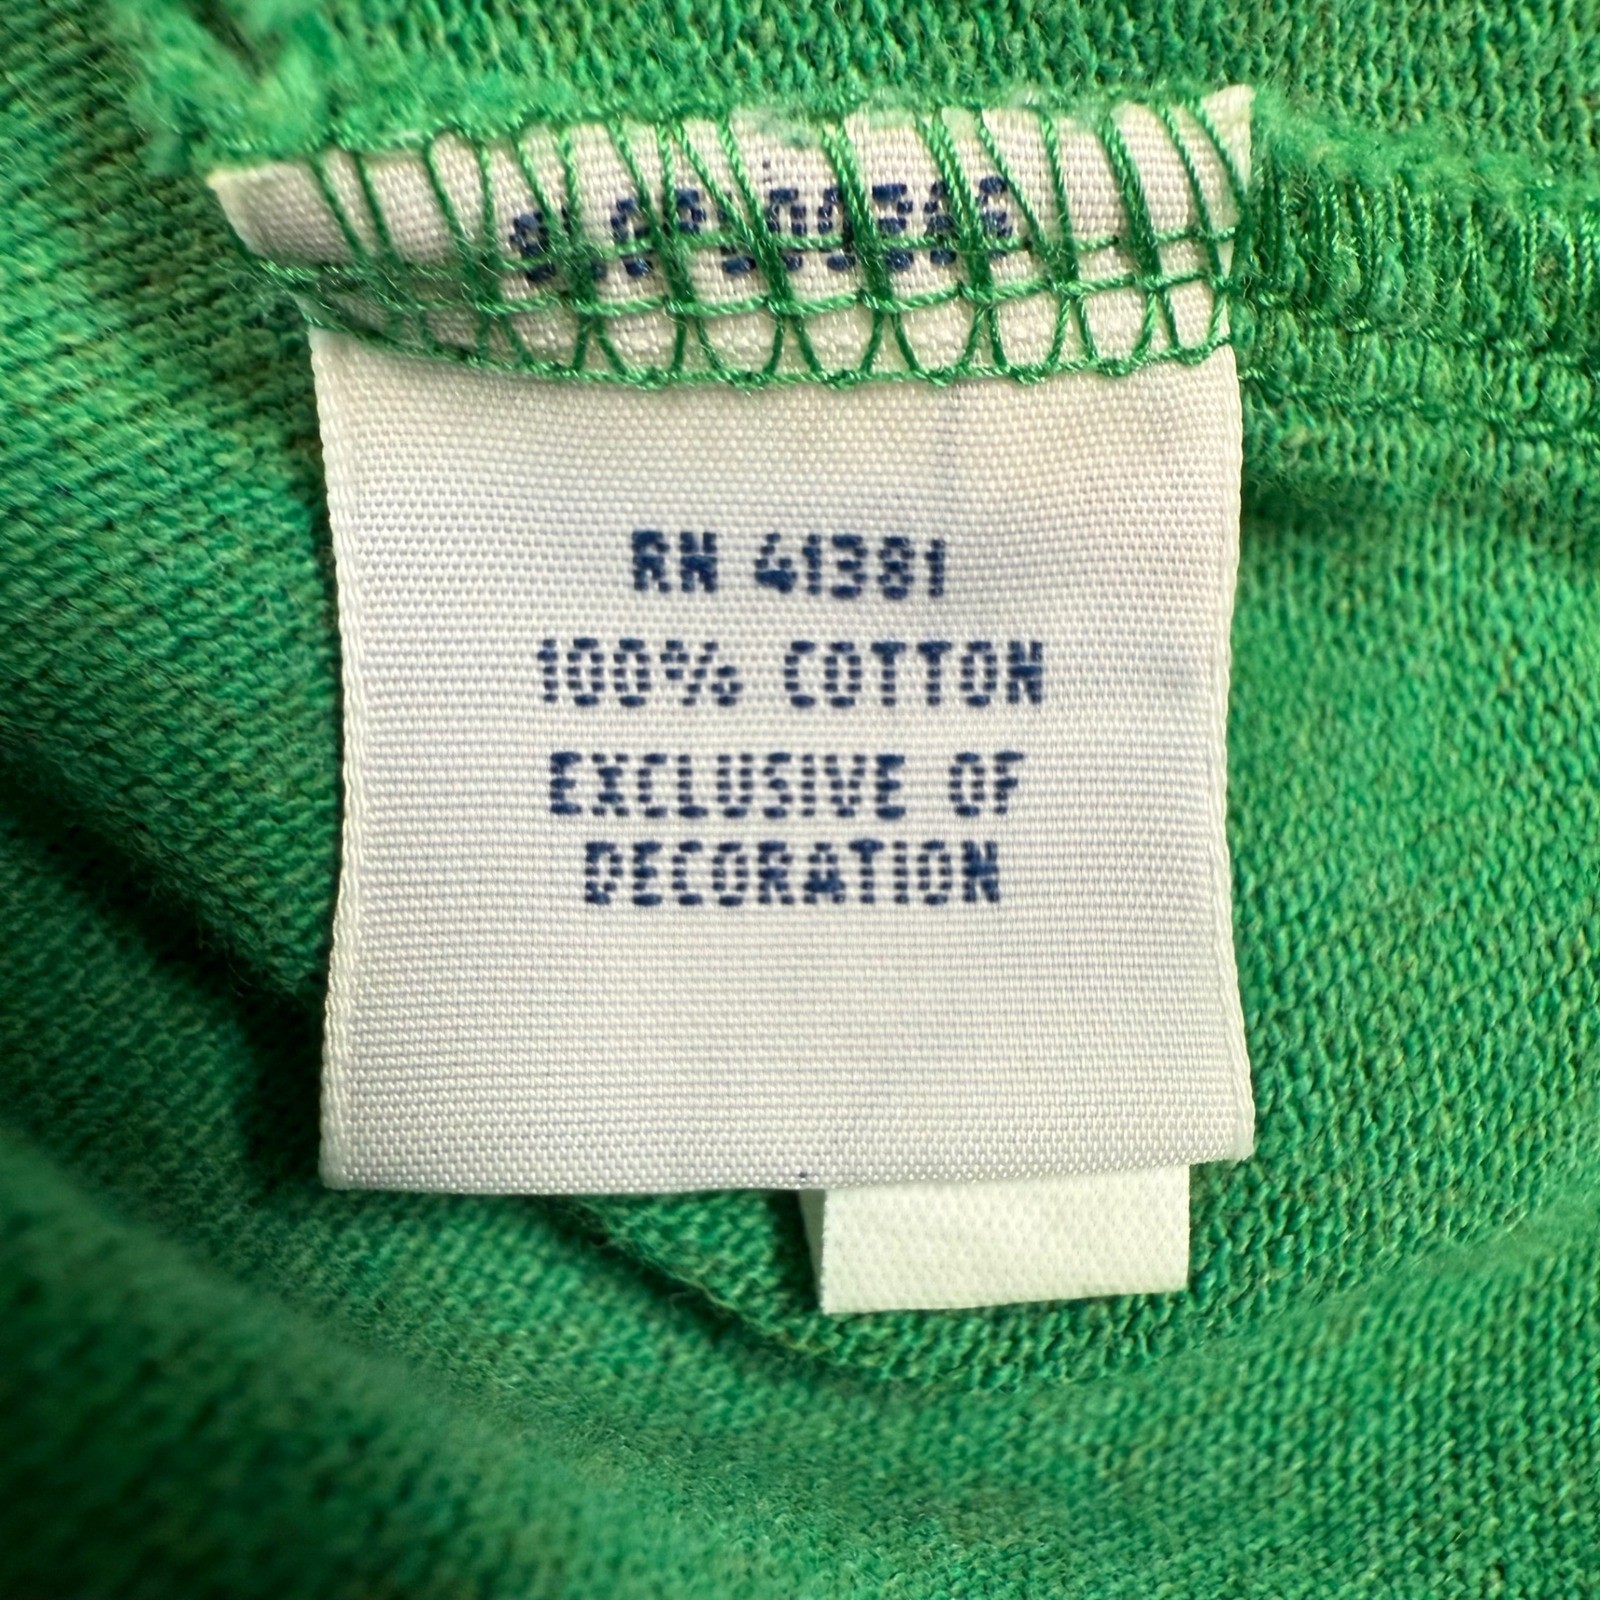 RN 41381
100% COTTON
EXCLUSIVE OF
DECORATION